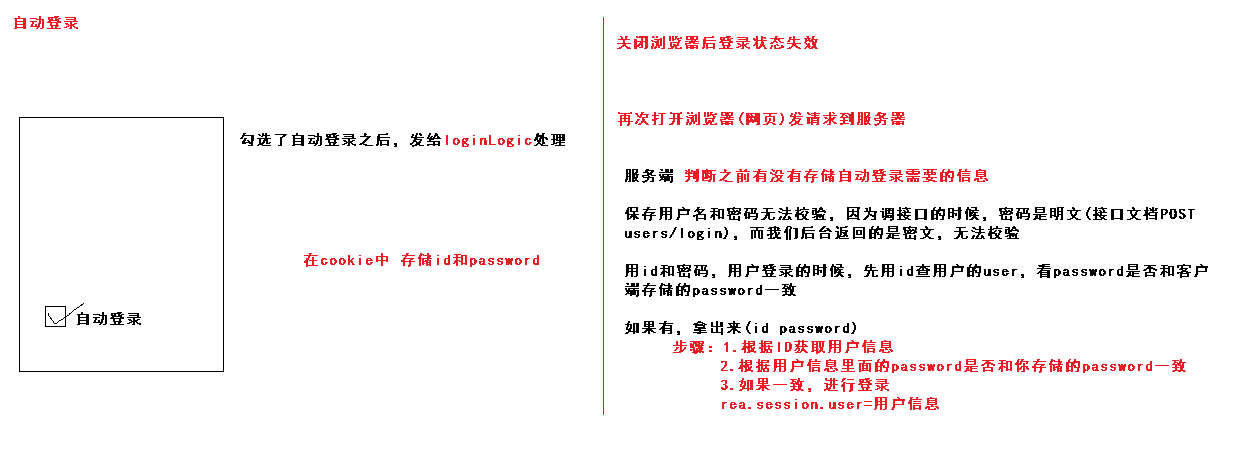 自动登录
勾选了自动登录之后，发给loginLogic处理
在cookie中 存储id和password
自动登录
关闭浏览器后登录状态失效
再次打开浏览器(网页)发请求到服务器
服务端 判断之前有没有存储自动登录需要的信息
保存用户名和密码无法校验，因为调接口的时候，密码是明文(接口文档POST
users/login)，而我们后台返回的是密文，无法校验
用id和密码，用户登录的时候，先用id查用户的user，看password是否和客户
端存储的password一致
如果有，拿出来(id password)
步骤：1.根据ID获取用户信息
2.根据用户信息里面的password是否和你存储的password一致
3.如果一致，进行登录
rea.session.user=用户信息